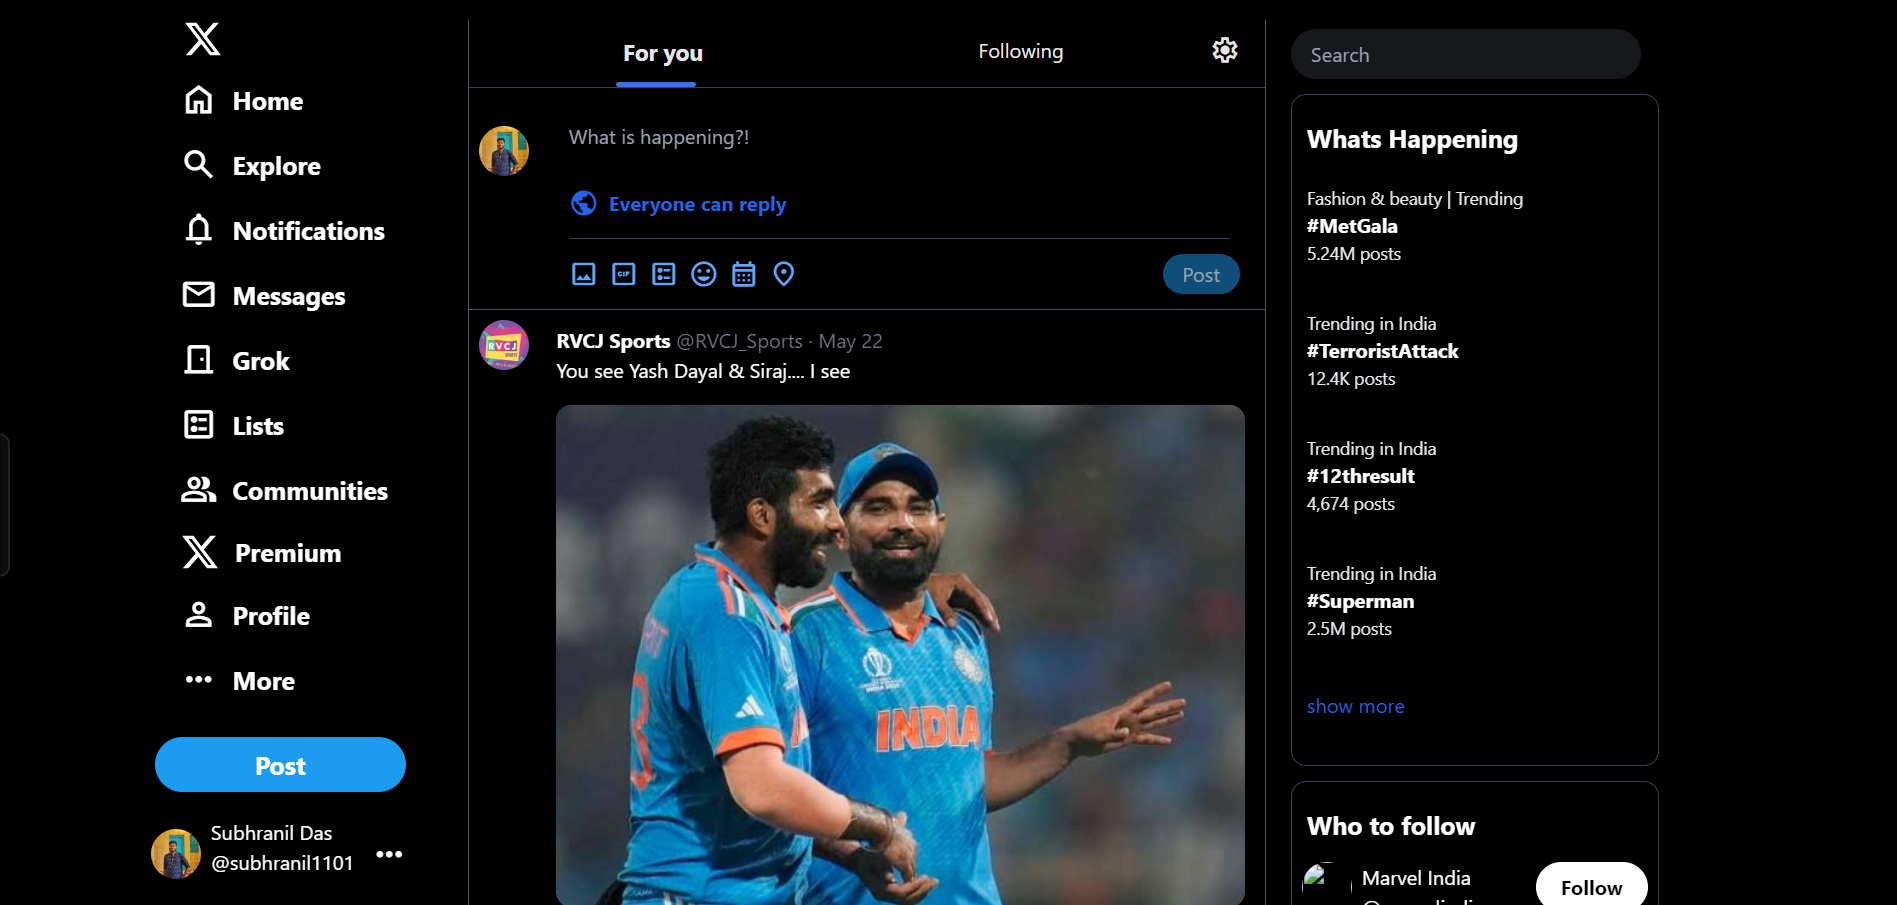 Home
Explore
Notifications
Messages
Grok
Lists
Communities
Premium
Profile
More
Post
Subhranil Das
@subhranil1101
For you
Following
What is happening?!
Everyone can reply
GIF
Post
RVCJ
SPORTS
RVCJ Sports @RVCJ_Sports · May 22
You see Yash Dayal & Siraj.... I see
INDIA
Search
Whats Happening
Fashion & beauty | Trending
#MetGala
5.24M posts
Trending in India
#TerroristAttack
12.4K posts
Trending in India
#12thresult
4,674 posts
Trending in India
#Superman
2.5M posts
show more
Who to follow
Marvel India
Follow